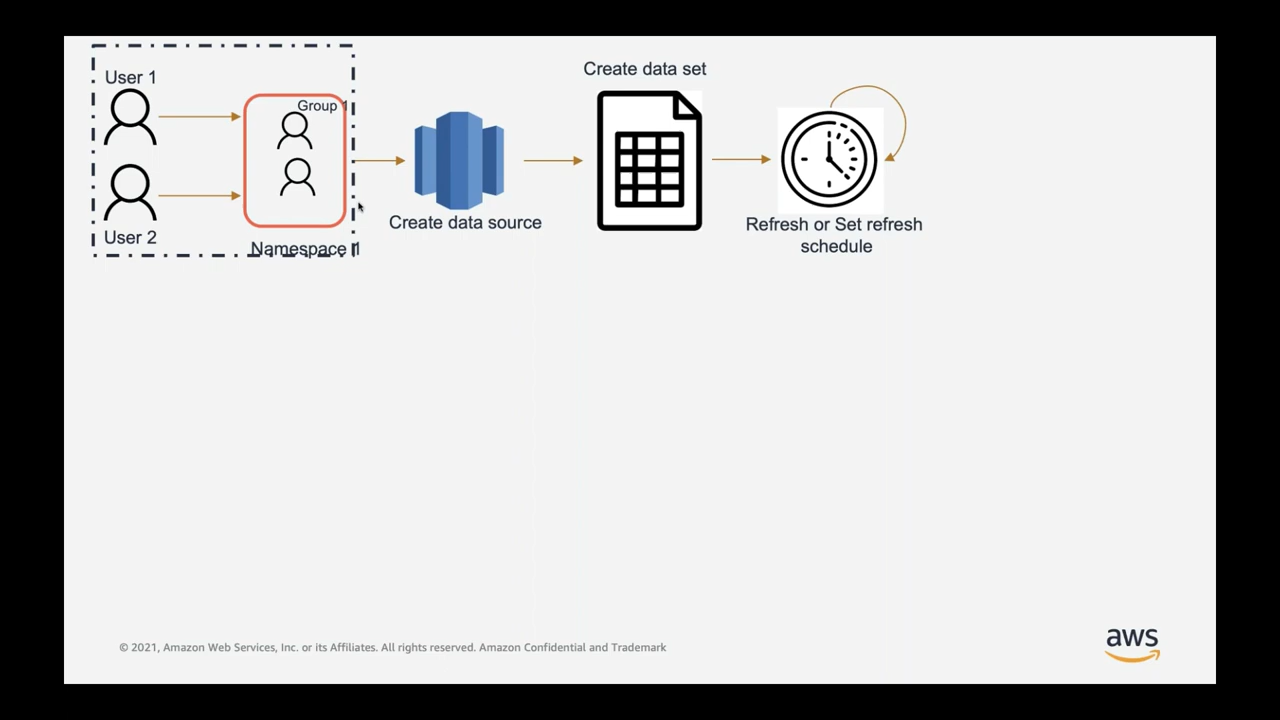 User 1
Group 1
User 2
Namespace 1
Create data source
Create data set
Refresh or Set refresh
schedule
© 2021, Amazon Web Services, Inc. or its Affiliates. All rights reserved. Amazon Confidential and Trademark
aws